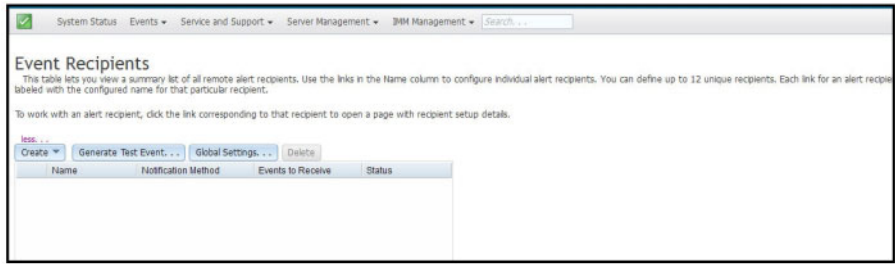 System Status Events Service and Support Server Management IMM Management Search. . .
Event Recipients
This table lets you view a summary list of all remote alert recipients. Use the links in the Name column to configure individual alert recipients. You can define up to 12 unique recipients. Each link for an alert recipie
labeled with the configured name for that particular recipient.
To work with an alert recipient, click the link corresponding to that recipient to open a page with recipient setup details.
less. . .
Create Generate Test Event. . . Global Settings. . . Delete
Name Notification Method Events to Receive Status